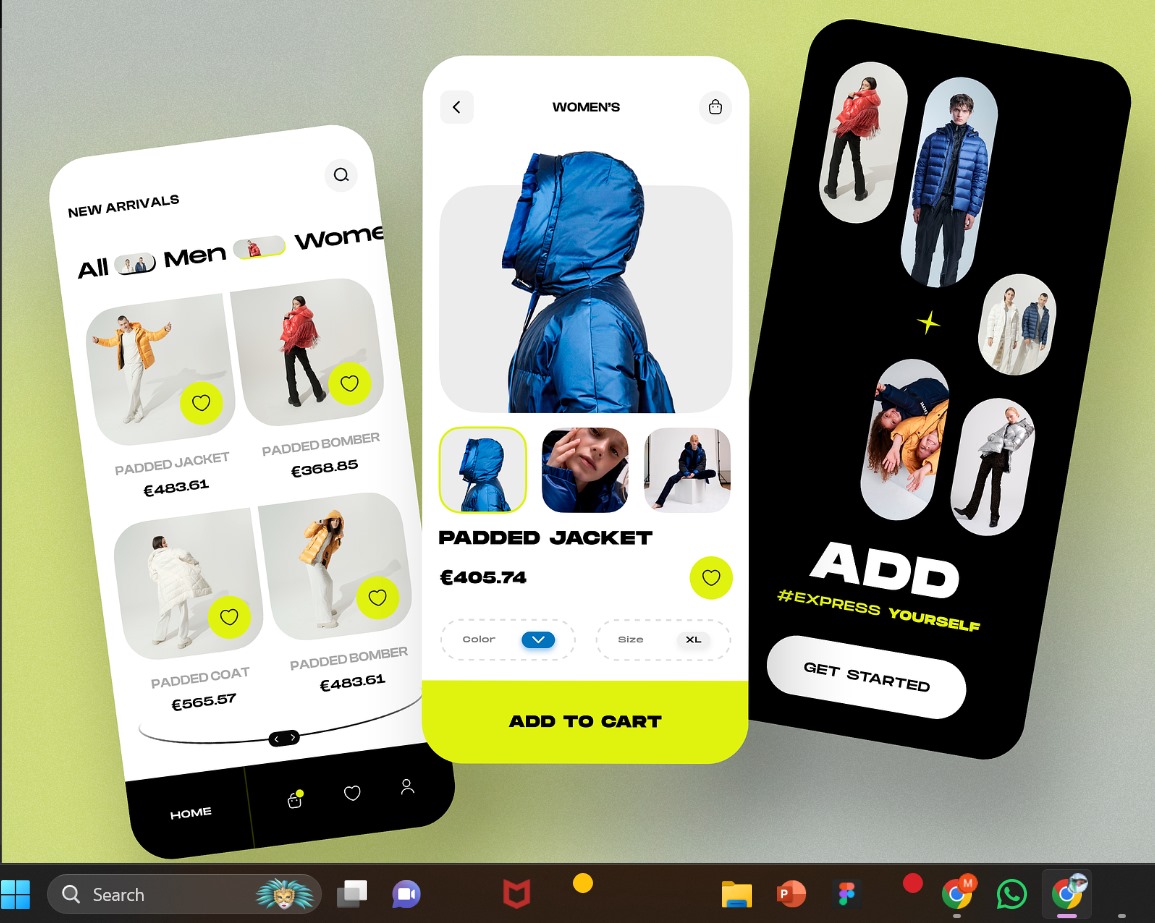 NEW ARRIVALS
All Men Wome
PADDED JACKET
€483.61
PADDED BOMBER
€368.85
PADDED COAT
€565.57
PADDED BOMBER
€483.61
HOME
WOMEN'S
PADDED JACKET
€405.74
Color
Size XL
ADD TO CART
ADD
#EXPRESS YOURSELF
GET STARTED
Search